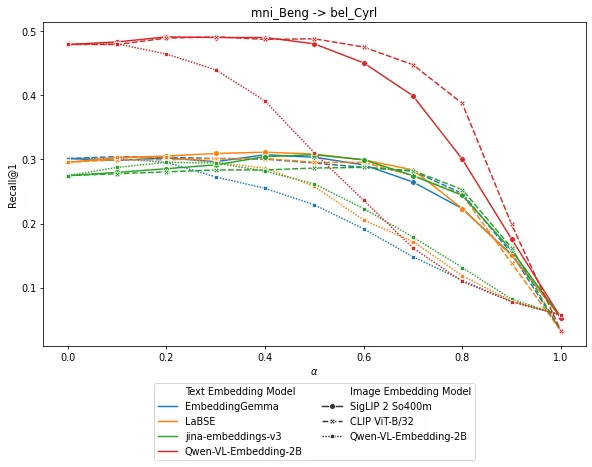 mni_Beng -> bel_Cyrl
Recall@1
0.5
0.4
0.3
0.2
0.1
0.0 0.2 0.4 0.6 0.8 1.0
α
Text Embedding Model
EmbeddingGemma
LaBSE
jina-embeddings-v3
Qwen-VL-Embedding-2B
Image Embedding Model
SigLIP 2 So400m
CLIP ViT-B/32
Qwen-VL-Embedding-2B